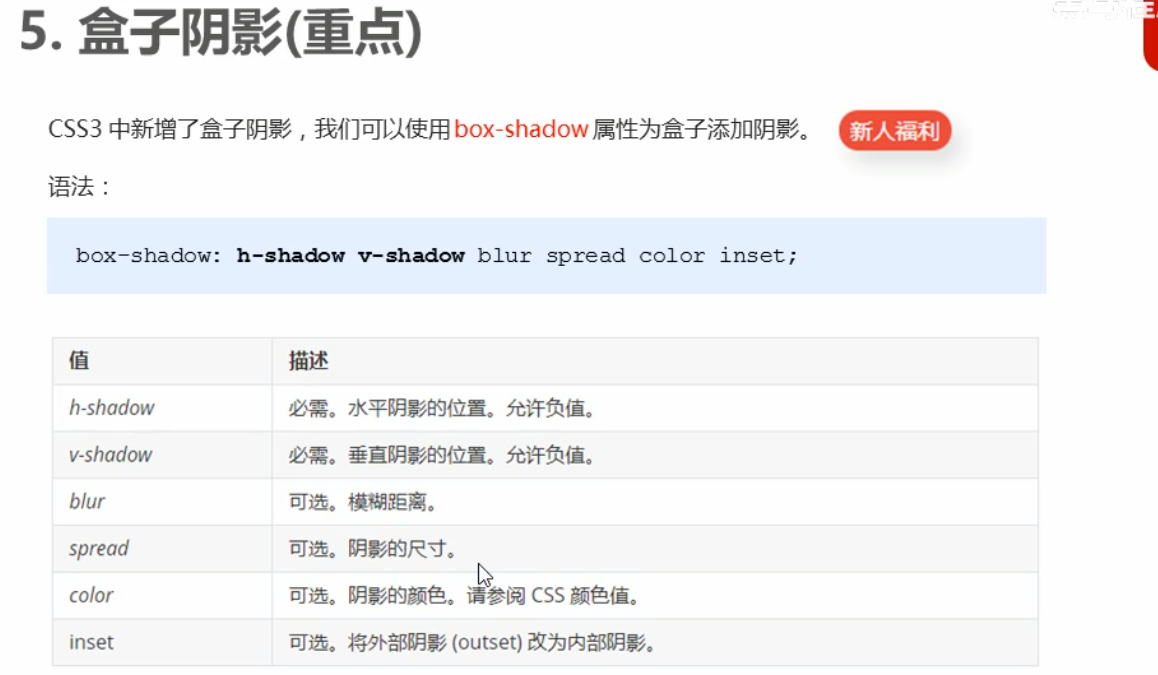 5. 盒子阴影(重点)
CSS3 中新增了盒子阴影，我们可以使用 box-shadow 属性为盒子添加阴影。 新人福利
语法：
box-shadow: h-shadow v-shadow blur spread color inset;
值 描述
h-shadow 必需。水平阴影的位置。允许负值。
v-shadow 必需。垂直阴影的位置。允许负值。
blur 可选。模糊距离。
spread 可选。阴影的尺寸。
color 可选。阴影的颜色。请参阅 CSS 颜色值。
inset 可选。将外部阴影 (outset) 改为内部阴影。